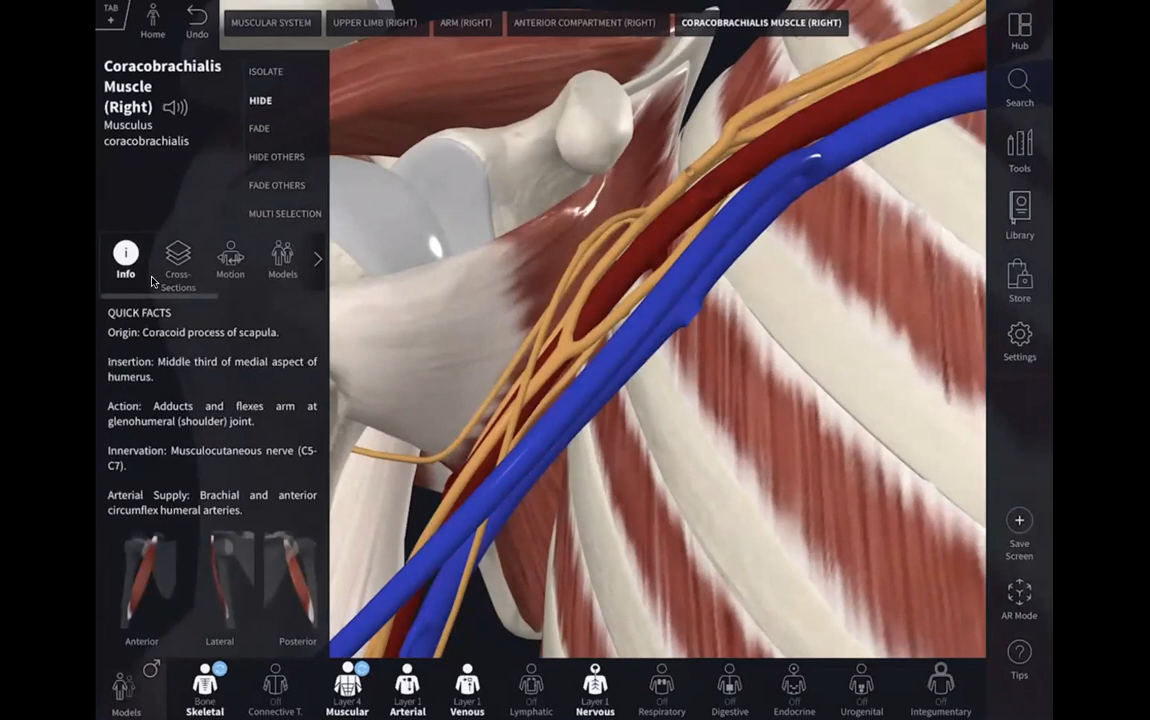 TAB
+
Home
Undo
MUSCULAR SYSTEM
UPPER LIMB (RIGHT)
ARM (RIGHT)
ANTERIOR COMPARTMENT (RIGHT)
CORACOBRACHIALIS MUSCLE (RIGHT)
Coracobrachialis
Muscle
(Right)
Musculus
coracobrachialis
ISOLATE
HIDE
FADE
HIDE OTHERS
FADE OTHERS
MULTI SELECTION
i
Info
Cross-
Sections
Motion
Models
QUICK FACTS
Origin: Coracoid process of scapula.
Insertion: Middle third of medial aspect of
humerus.
Action: Adducts and flexes arm at
glenohumeral (shoulder) joint.
Innervation: Musculocutaneous nerve (C5-
C7).
Arterial Supply: Brachial and anterior
circumflex humeral arteries.
Anterior
Lateral
Posterior
Hub
Search
Tools
Library
Store
Settings
Save
Screen
AR Mode
Tips
Models
Bone
Skeletal
Off
Connective T.
Layer 4
Muscular
Layer 1
Arterial
Layer 1
Venous
Off
Lymphatic
Layer 1
Nervous
Off
Respiratory
Off
Digestive
Off
Endocrine
Off
Urogenital
Off
Integumentary